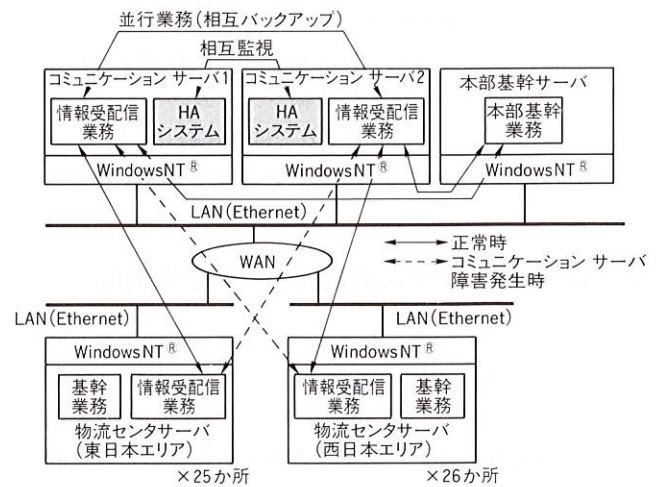 並行業務(相互バックアップ)
相互監視
コミュニケーション サーバ1
情報受配信
業務
HA
システム
WindowsNT®
コミュニケーション サーバ2
HA
システム
情報受配信
業務
WindowsNT®
本部基幹サーバ
本部基幹
業務
WindowsNT®
LAN(Ethernet)
WAN
正常時
コミュニケーション サーバ
障害発生時
LAN(Ethernet)
LAN(Ethernet)
WindowsNT®
基幹
業務
情報受配信
業務
物流センタサーバ
(東日本エリア)
×25か所
WindowsNT®
情報受配信
業務
基幹
業務
物流センタサーバ
(西日本エリア)
×26か所